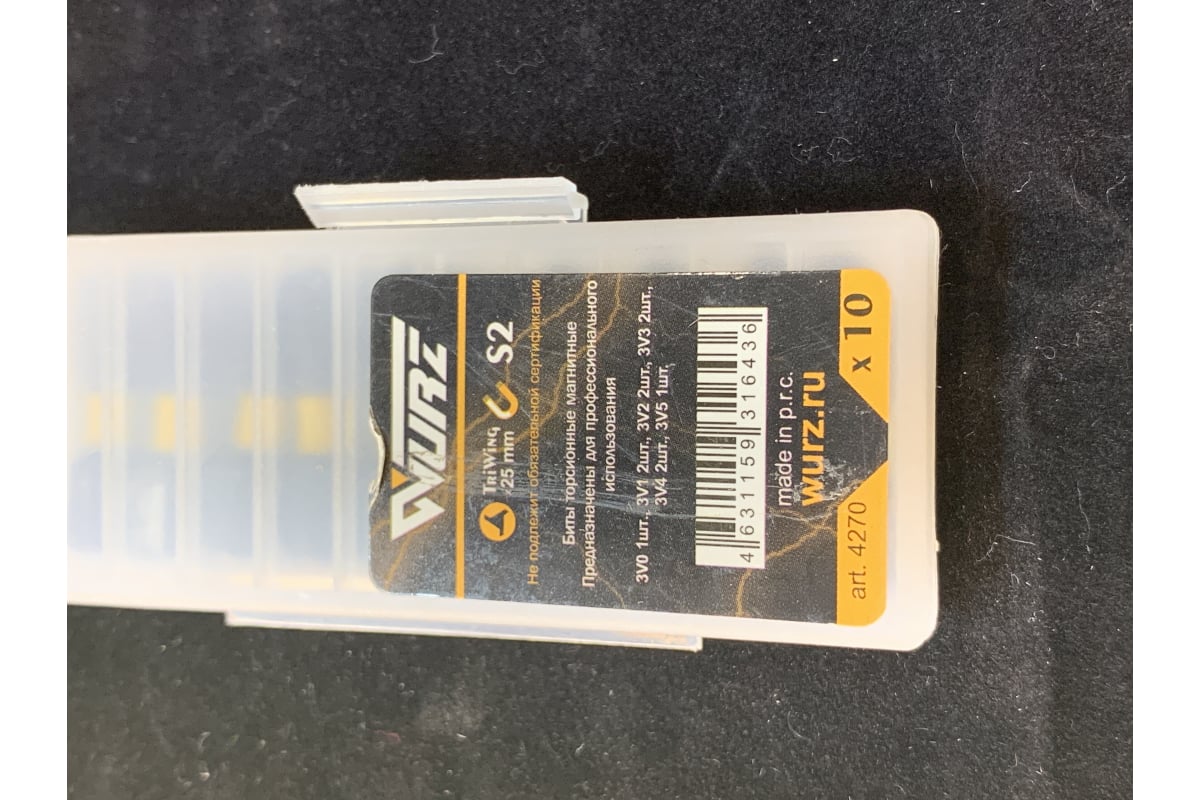 WURZ
TriWing
25 mm
S2
Не подлежит обязательной сертификации
Биты торсионные магнитные
Предназначены для профессионального
использования
3V0 1шт., 3V1 2шт., 3V2 2шт., 3V3 2шт.,
3V4 2шт., 3V5 1шт,
4 631159 316436
made in p.r.c.
wurz.ru
art. 4270
x 10